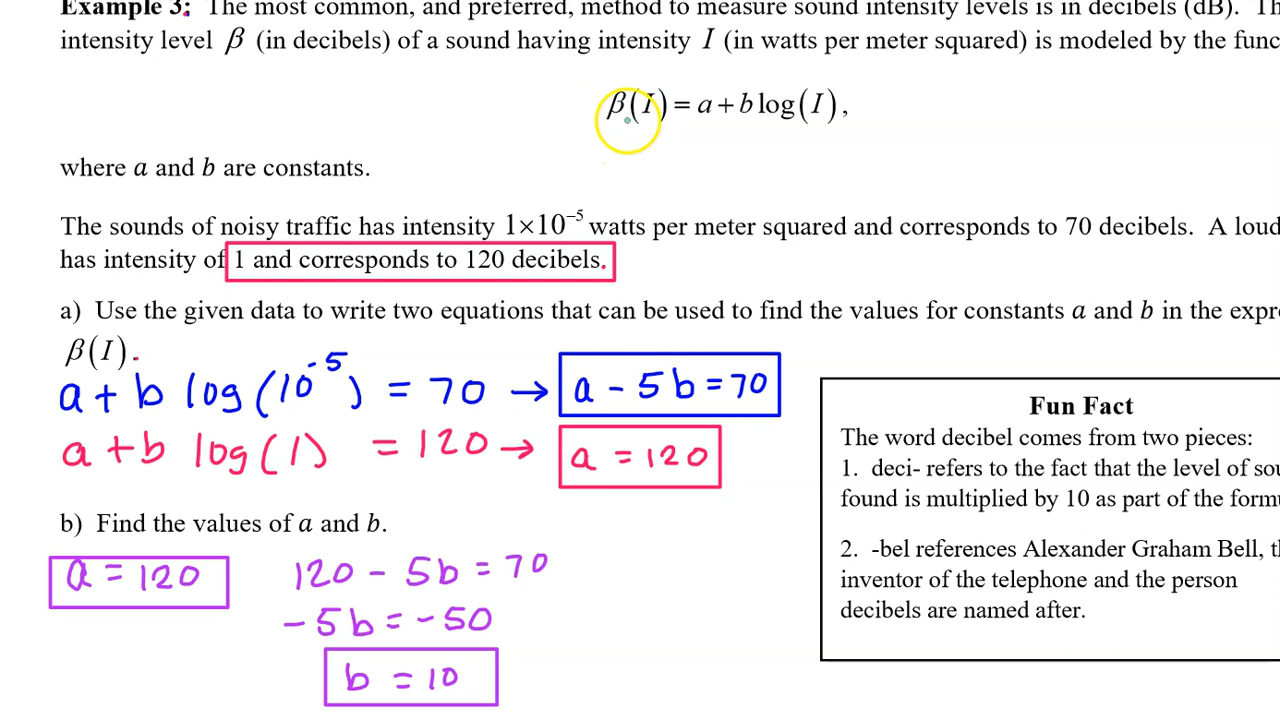 Example 3: The most common, and preferred, method to measure sound intensity levels is in decibels (dB).
intensity level β (in decibels) of a sound having intensity I (in watts per meter squared) is modeled by the
β(I) = a + b log(I),
where a and b are constants.
The sounds of noisy traffic has intensity 1×10⁻⁵ watts per meter squared and corresponds to 70 decibels. A loud
has intensity of 1 and corresponds to 120 decibels.
a) Use the given data to write two equations that can be used to find the values for constants a and b in the
β(I).
a + b log(10⁻⁵) = 70 → a - 5b = 70
a + b log(1) = 120 → a = 120
Fun Fact
The word decibel comes from two pieces:
1. deci- refers to the fact that the level of
found is multiplied by 10 as part of the
2. -bel references Alexander Graham Bell,
inventor of the telephone and the person
decibels are named after.
b) Find the values of a and b.
a = 120
120 - 5b = 70
-5b = -50
b = 10